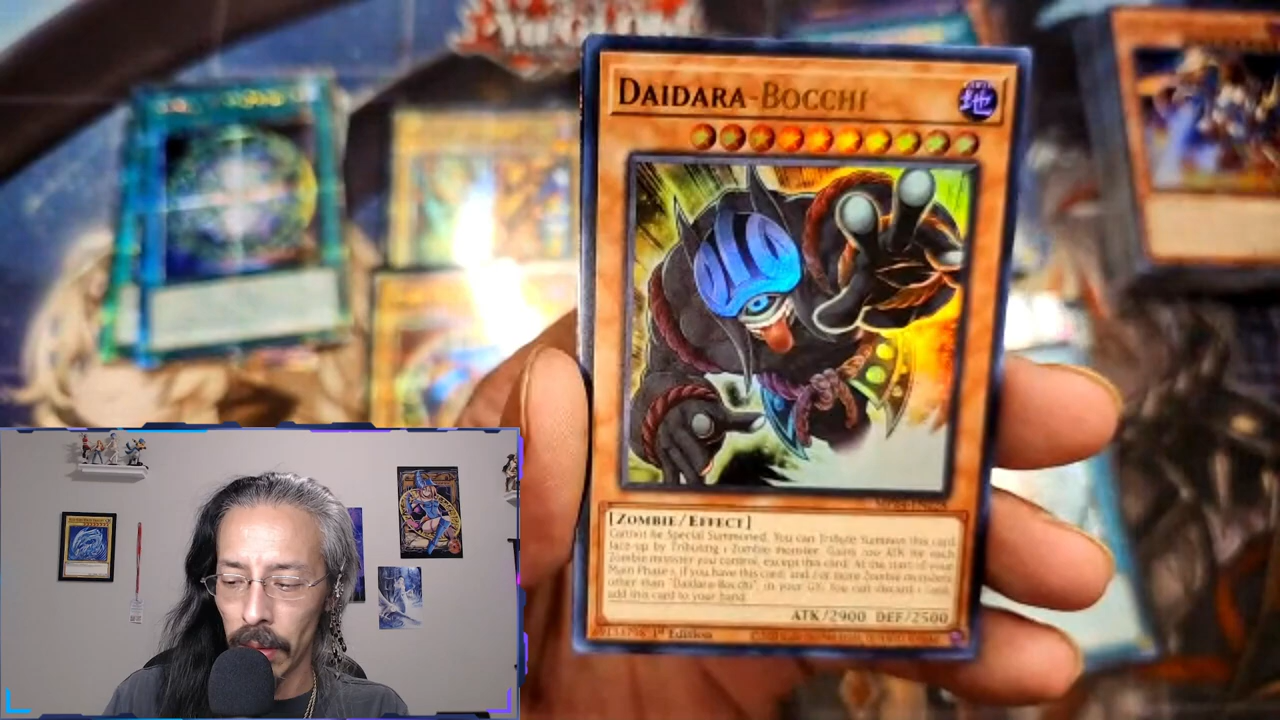 YU-GI-OH!
DAIDARA-BOCCHI
地
[ZOMBIE/EFFECT]
Cannot be Special Summoned. You can Tribute Summon this card
face-up by Tributing 1 Zombie monster. Gains 200 ATK for each
Zombie monster you control, except this card. At the start of your
Main Phase 1, if you have this card and 2 or more Zombie monsters
other than "Daidara-Bocchi" in your GY: You can discard 1 card;
add this card to your hand.
ATK/2900 DEF/2500
1st Edition